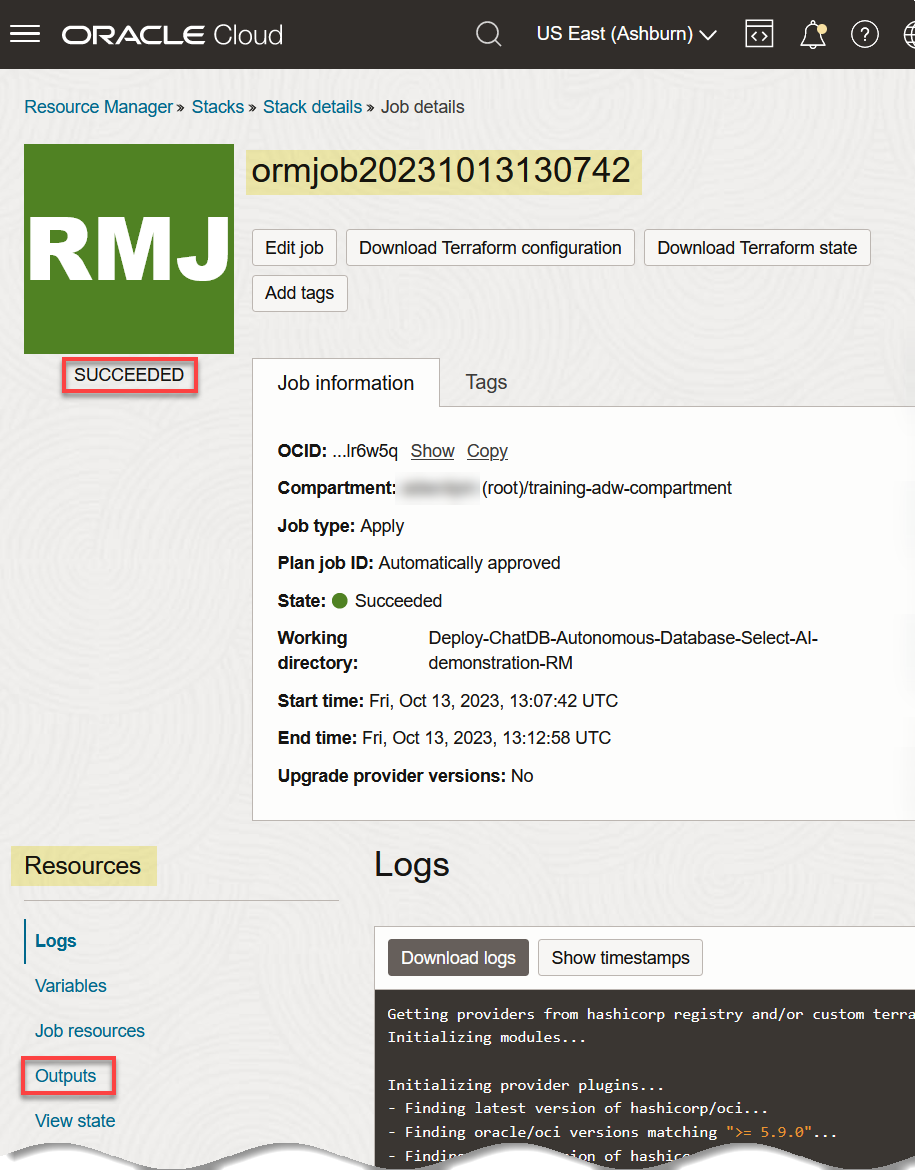 ORACLE Cloud
US East (Ashburn)
Resource Manager » Stacks » Stack details » Job details
RMJ
SUCCEEDED
ormjob20231013130742
Edit job
Download Terraform configuration
Download Terraform state
Add tags
Job information
Tags
OCID: ...lr6w5q Show Copy
Compartment: (root)/training-adw-compartment
Job type: Apply
Plan job ID: Automatically approved
State: Succeeded
Working directory: Deploy-ChatDB-Autonomous-Database-Select-AI-
demonstration-RM
Start time: Fri, Oct 13, 2023, 13:07:42 UTC
End time: Fri, Oct 13, 2023, 13:12:58 UTC
Upgrade provider versions: No
Resources
Logs
Variables
Job resources
Outputs
View state
Logs
Download logs
Show timestamps
Getting providers from hashicorp registry and/or custom terra
Initializing modules...
Initializing provider plugins...
- Finding latest version of hashicorp/oci...
- Finding oracle/oci versions matching ">= 5.9.0"...
- Finding of